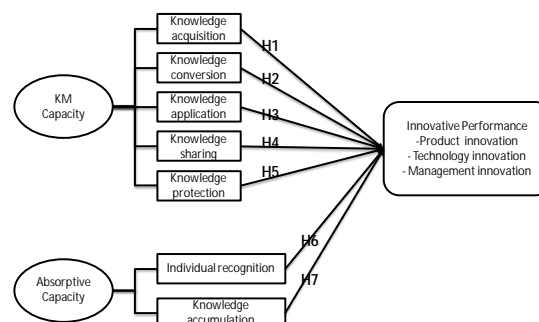 Knowledge
acquisition
H1
Knowledge
conversion
H2
KM
Capacity
Knowledge
application
H3
Knowledge
sharing
H4
Knowledge
protection
H5
Innovative Performance
-Product innovation
- Technology innovation
- Management innovation
H6
Individual recognition
H7
Absorptive
Capacity
Knowledge
accumulation